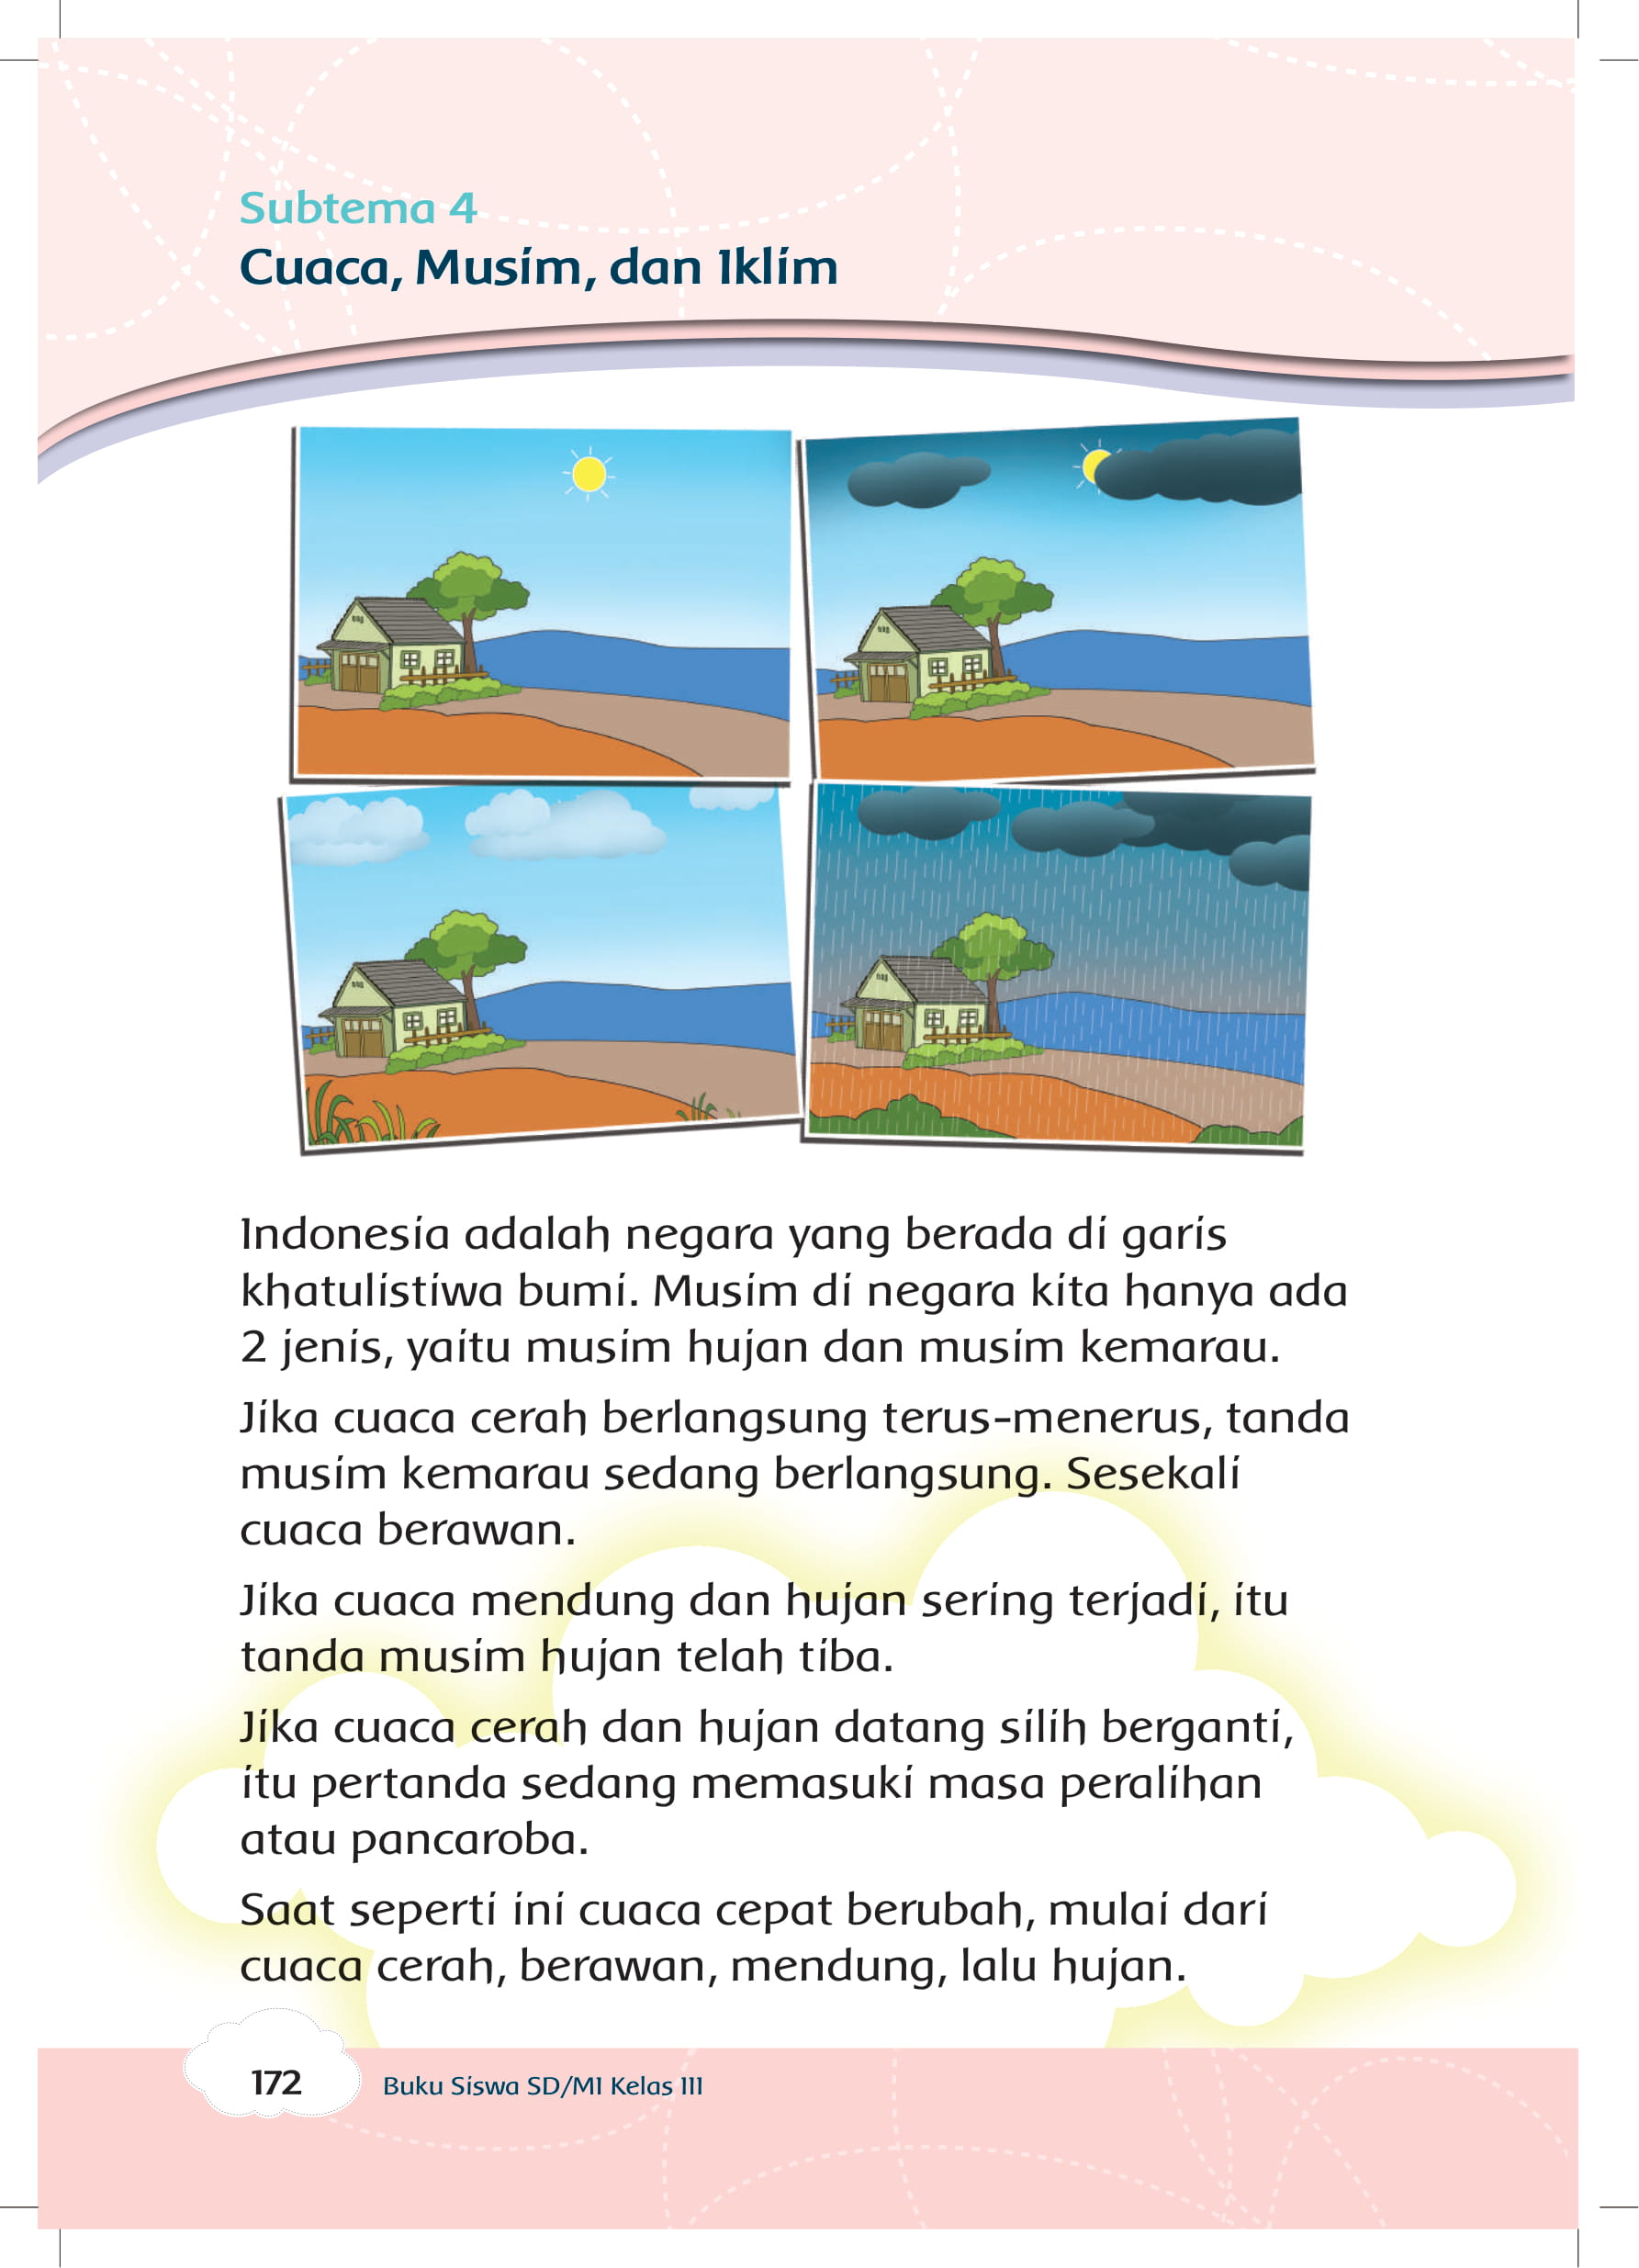 Subtema 4
Cuaca, Musim, dan Iklim
Indonesia adalah negara yang berada di garis
khatulistiwa bumi. Musim di negara kita hanya ada
2 jenis, yaitu musim hujan dan musim kemarau.
Jika cuaca cerah berlangsung terus-menerus, tanda
musim kemarau sedang berlangsung. Sesekali
cuaca berawan.
Jika cuaca mendung dan hujan sering terjadi, itu
tanda musim hujan telah tiba.
Jika cuaca cerah dan hujan datang silih berganti,
itu pertanda sedang memasuki masa peralihan
atau pancaroba.
Saat seperti ini cuaca cepat berubah, mulai dari
cuaca cerah, berawan, mendung, lalu hujan.
172
Buku Siswa SD/MI Kelas III